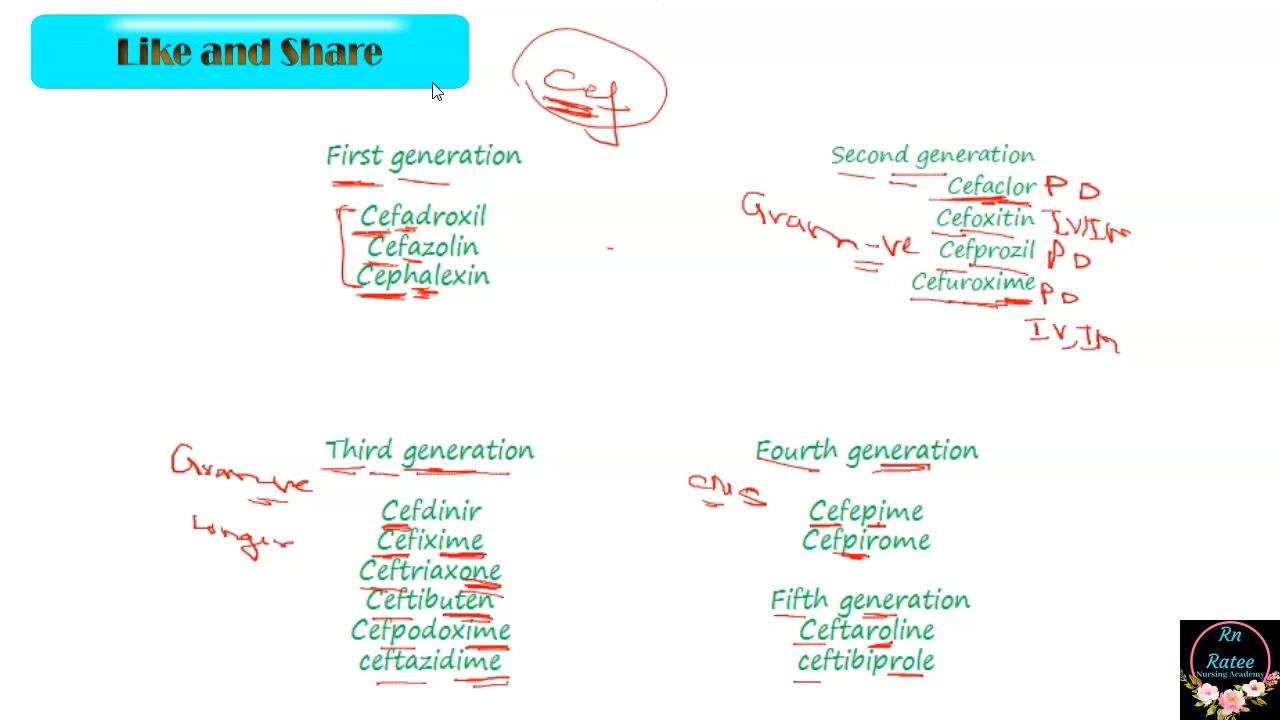 Like and Share
Cef
First generation
Cefadroxil
Cefazolin
Cephalexin
Second generation
Cefaclor PO
Cefoxitin IV/IM
Cefprozil PO
Cefuroxime PO
IV, IM
Gram -ve
Third generation
Gram -ve
Longer
Cefdinir
Cefixime
Ceftriaxone
Ceftibuten
Cefpodoxime
ceftazidime
Fourth generation
CNS
Cefepime
Cefpirome
Fifth generation
Ceftaroline
ceftibiprole
Rn
Ratee
Nursing Academy